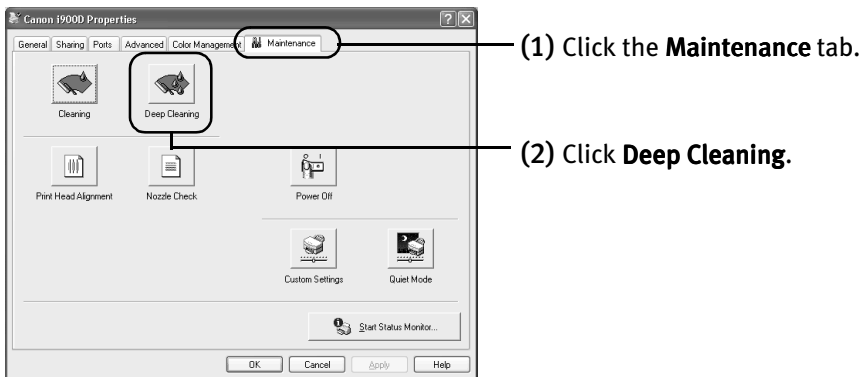 Canon i900D Properties
General Sharing Ports Advanced Color Management Maintenance
(1) Click the Maintenance tab.
Cleaning Deep Cleaning
(2) Click Deep Cleaning.
Print Head Alignment Nozzle Check Power Off
Custom Settings Quiet Mode
Start Status Monitor...
OK Cancel Apply Help